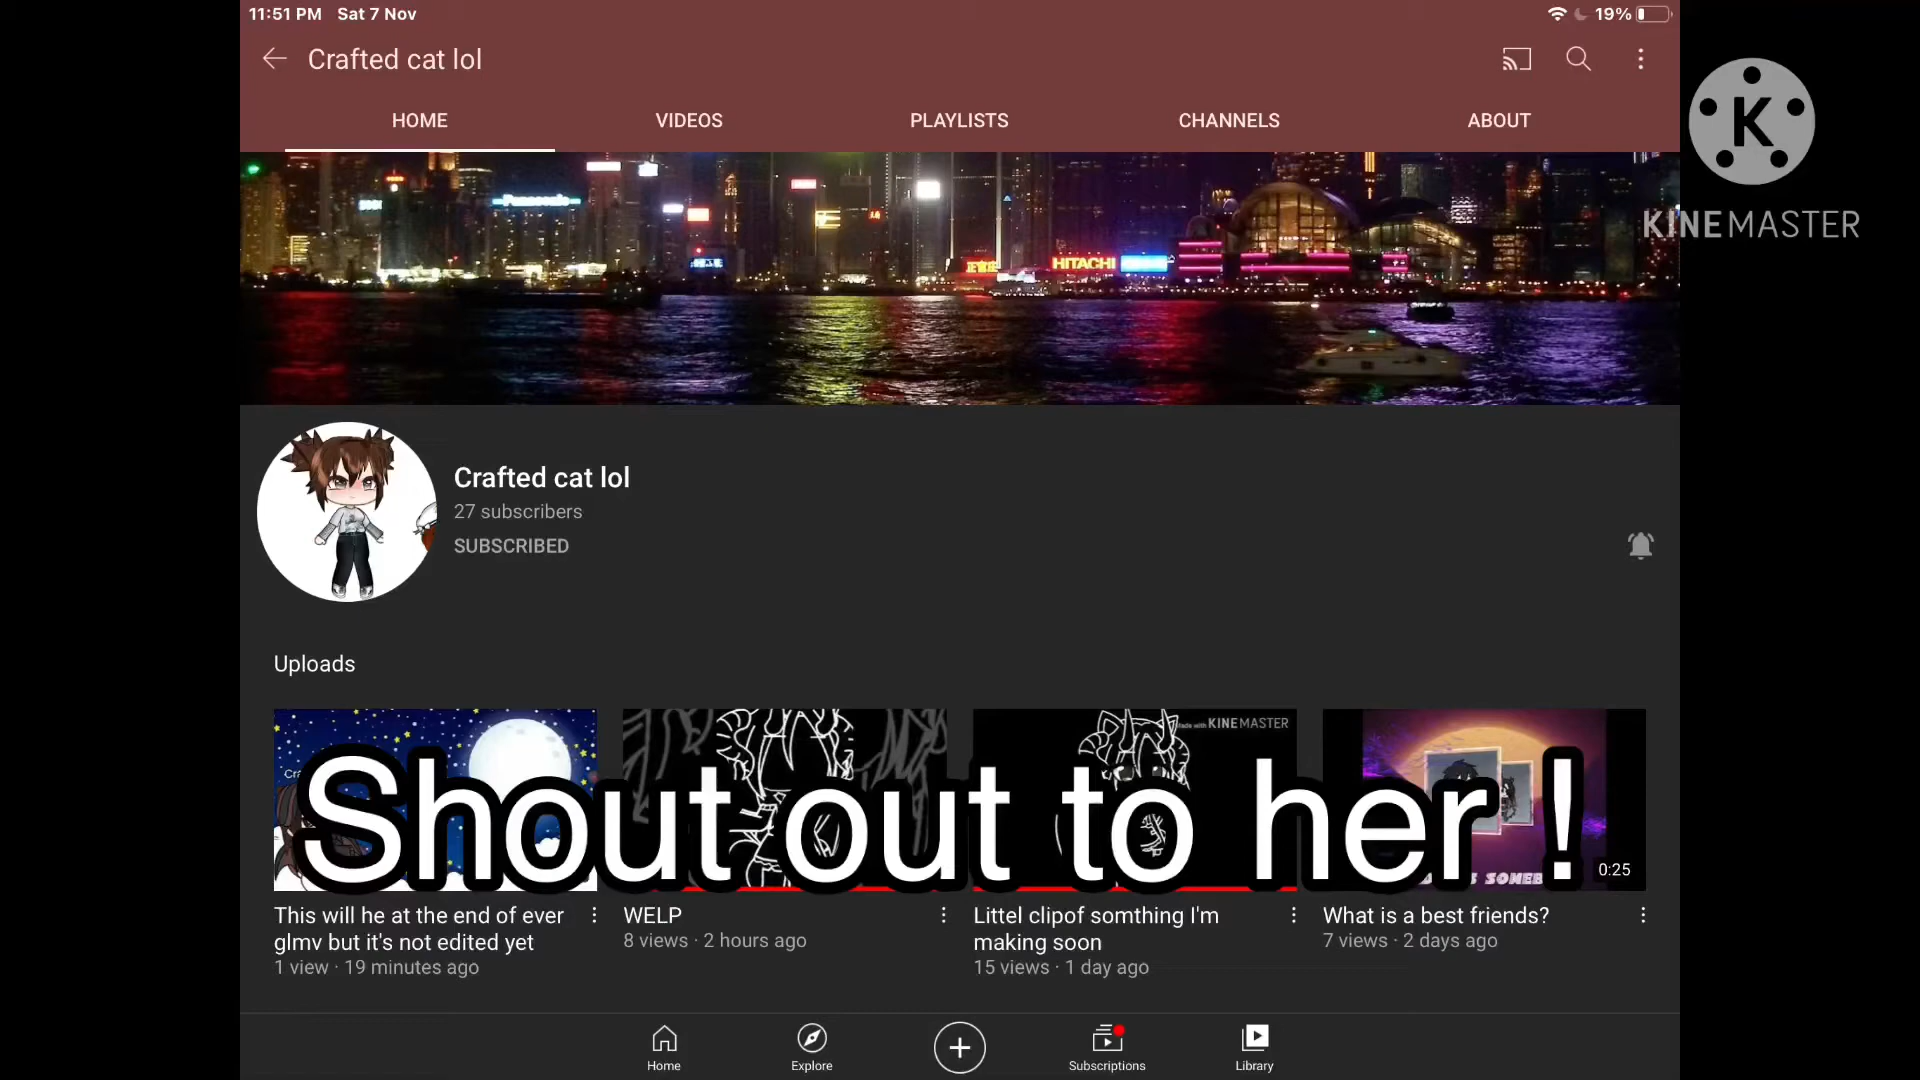 11:51 PM Sat 7 Nov
19%
Crafted cat lol
HOME VIDEOS PLAYLISTS CHANNELS ABOUT
K
KINEMASTER
Panasonic
HITACHI
Crafted cat lol
27 subscribers
SUBSCRIBED
Uploads
Made with KINEMASTER
Shout out to her !
0:25
This will he at the end of ever
glmv but it's not edited yet
1 view · 19 minutes ago
WELP
8 views · 2 hours ago
Littel clipof somthing I'm
making soon
15 views · 1 day ago
What is a best friends?
7 views · 2 days ago
Home Explore Subscriptions Library